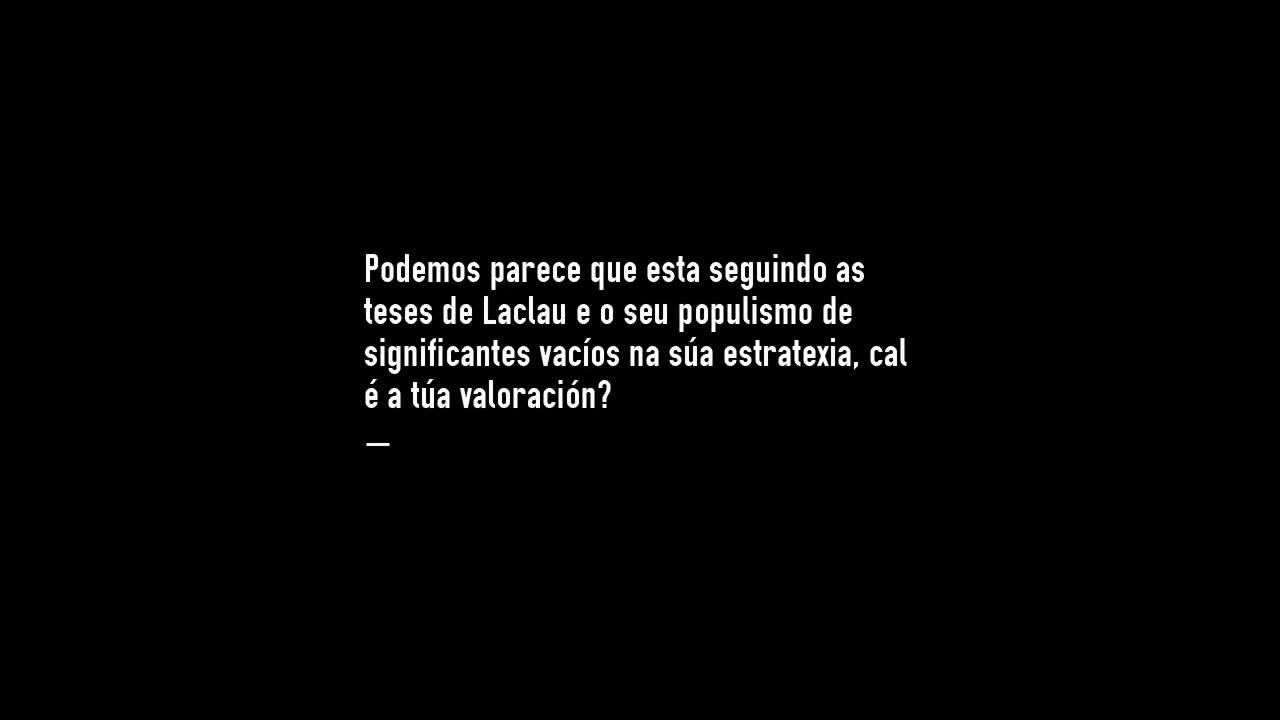 Podemos parece que esta seguindo as
teses de Laclau e o seu populismo de
significantes vacíos na súa estratexia, cal
é a túa valoración?
—